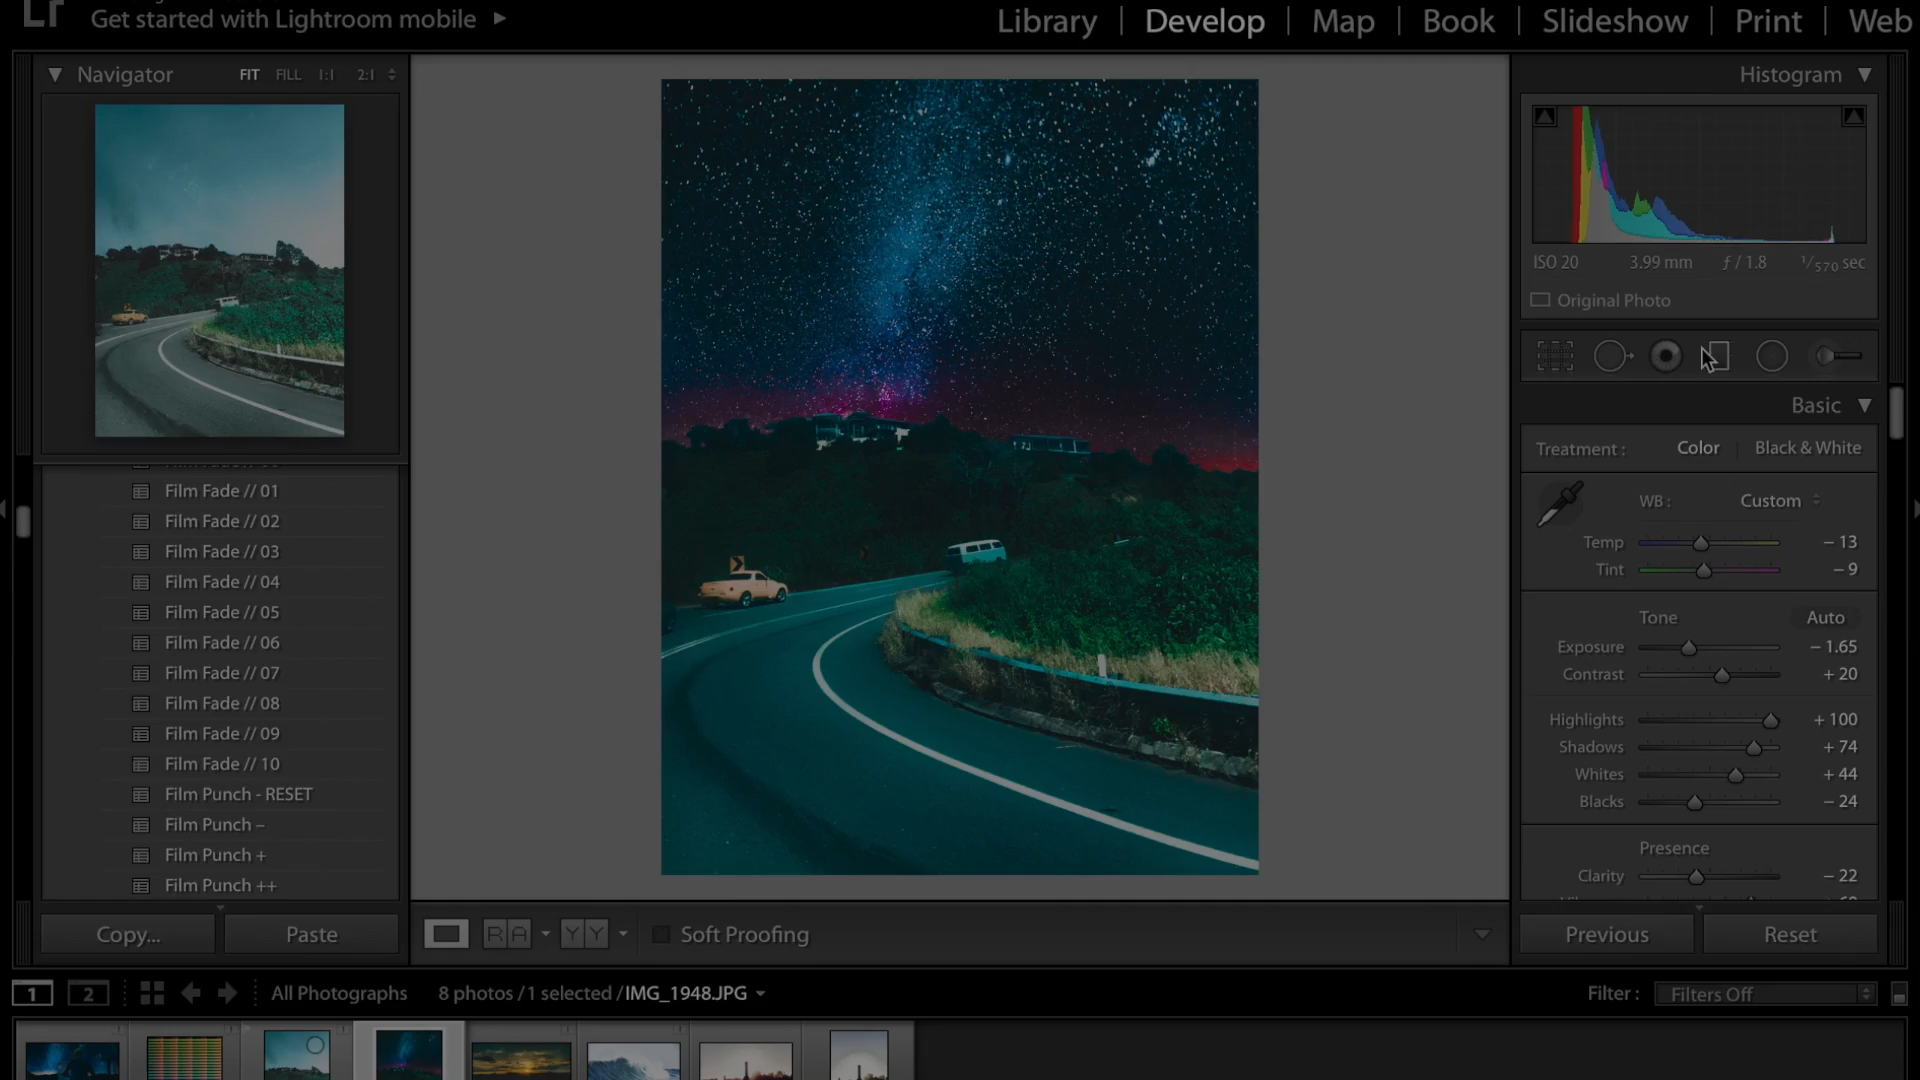 Lr
Get started with Lightroom mobile
Library | Develop | Map | Book | Slideshow | Print | Web
Navigator FIT FILL 1:1 2:1
Film Fade // 01
Film Fade // 02
Film Fade // 03
Film Fade // 04
Film Fade // 05
Film Fade // 06
Film Fade // 07
Film Fade // 08
Film Fade // 09
Film Fade // 10
Film Punch - RESET
Film Punch –
Film Punch +
Film Punch ++
Copy...
Paste
R A
Y Y
Soft Proofing
Histogram
ISO 20 3.99 mm ƒ / 1.8 1/570 sec
Original Photo
Basic
Treatment : Color | Black & White
WB : Custom
Temp – 13
Tint – 9
Tone Auto
Exposure – 1.65
Contrast + 20
Highlights + 100
Shadows + 74
Whites + 44
Blacks – 24
Presence
Clarity – 22
Previous
Reset
1 2 All Photographs 8 photos / 1 selected / IMG_1948.JPG
Filter : Filters Off